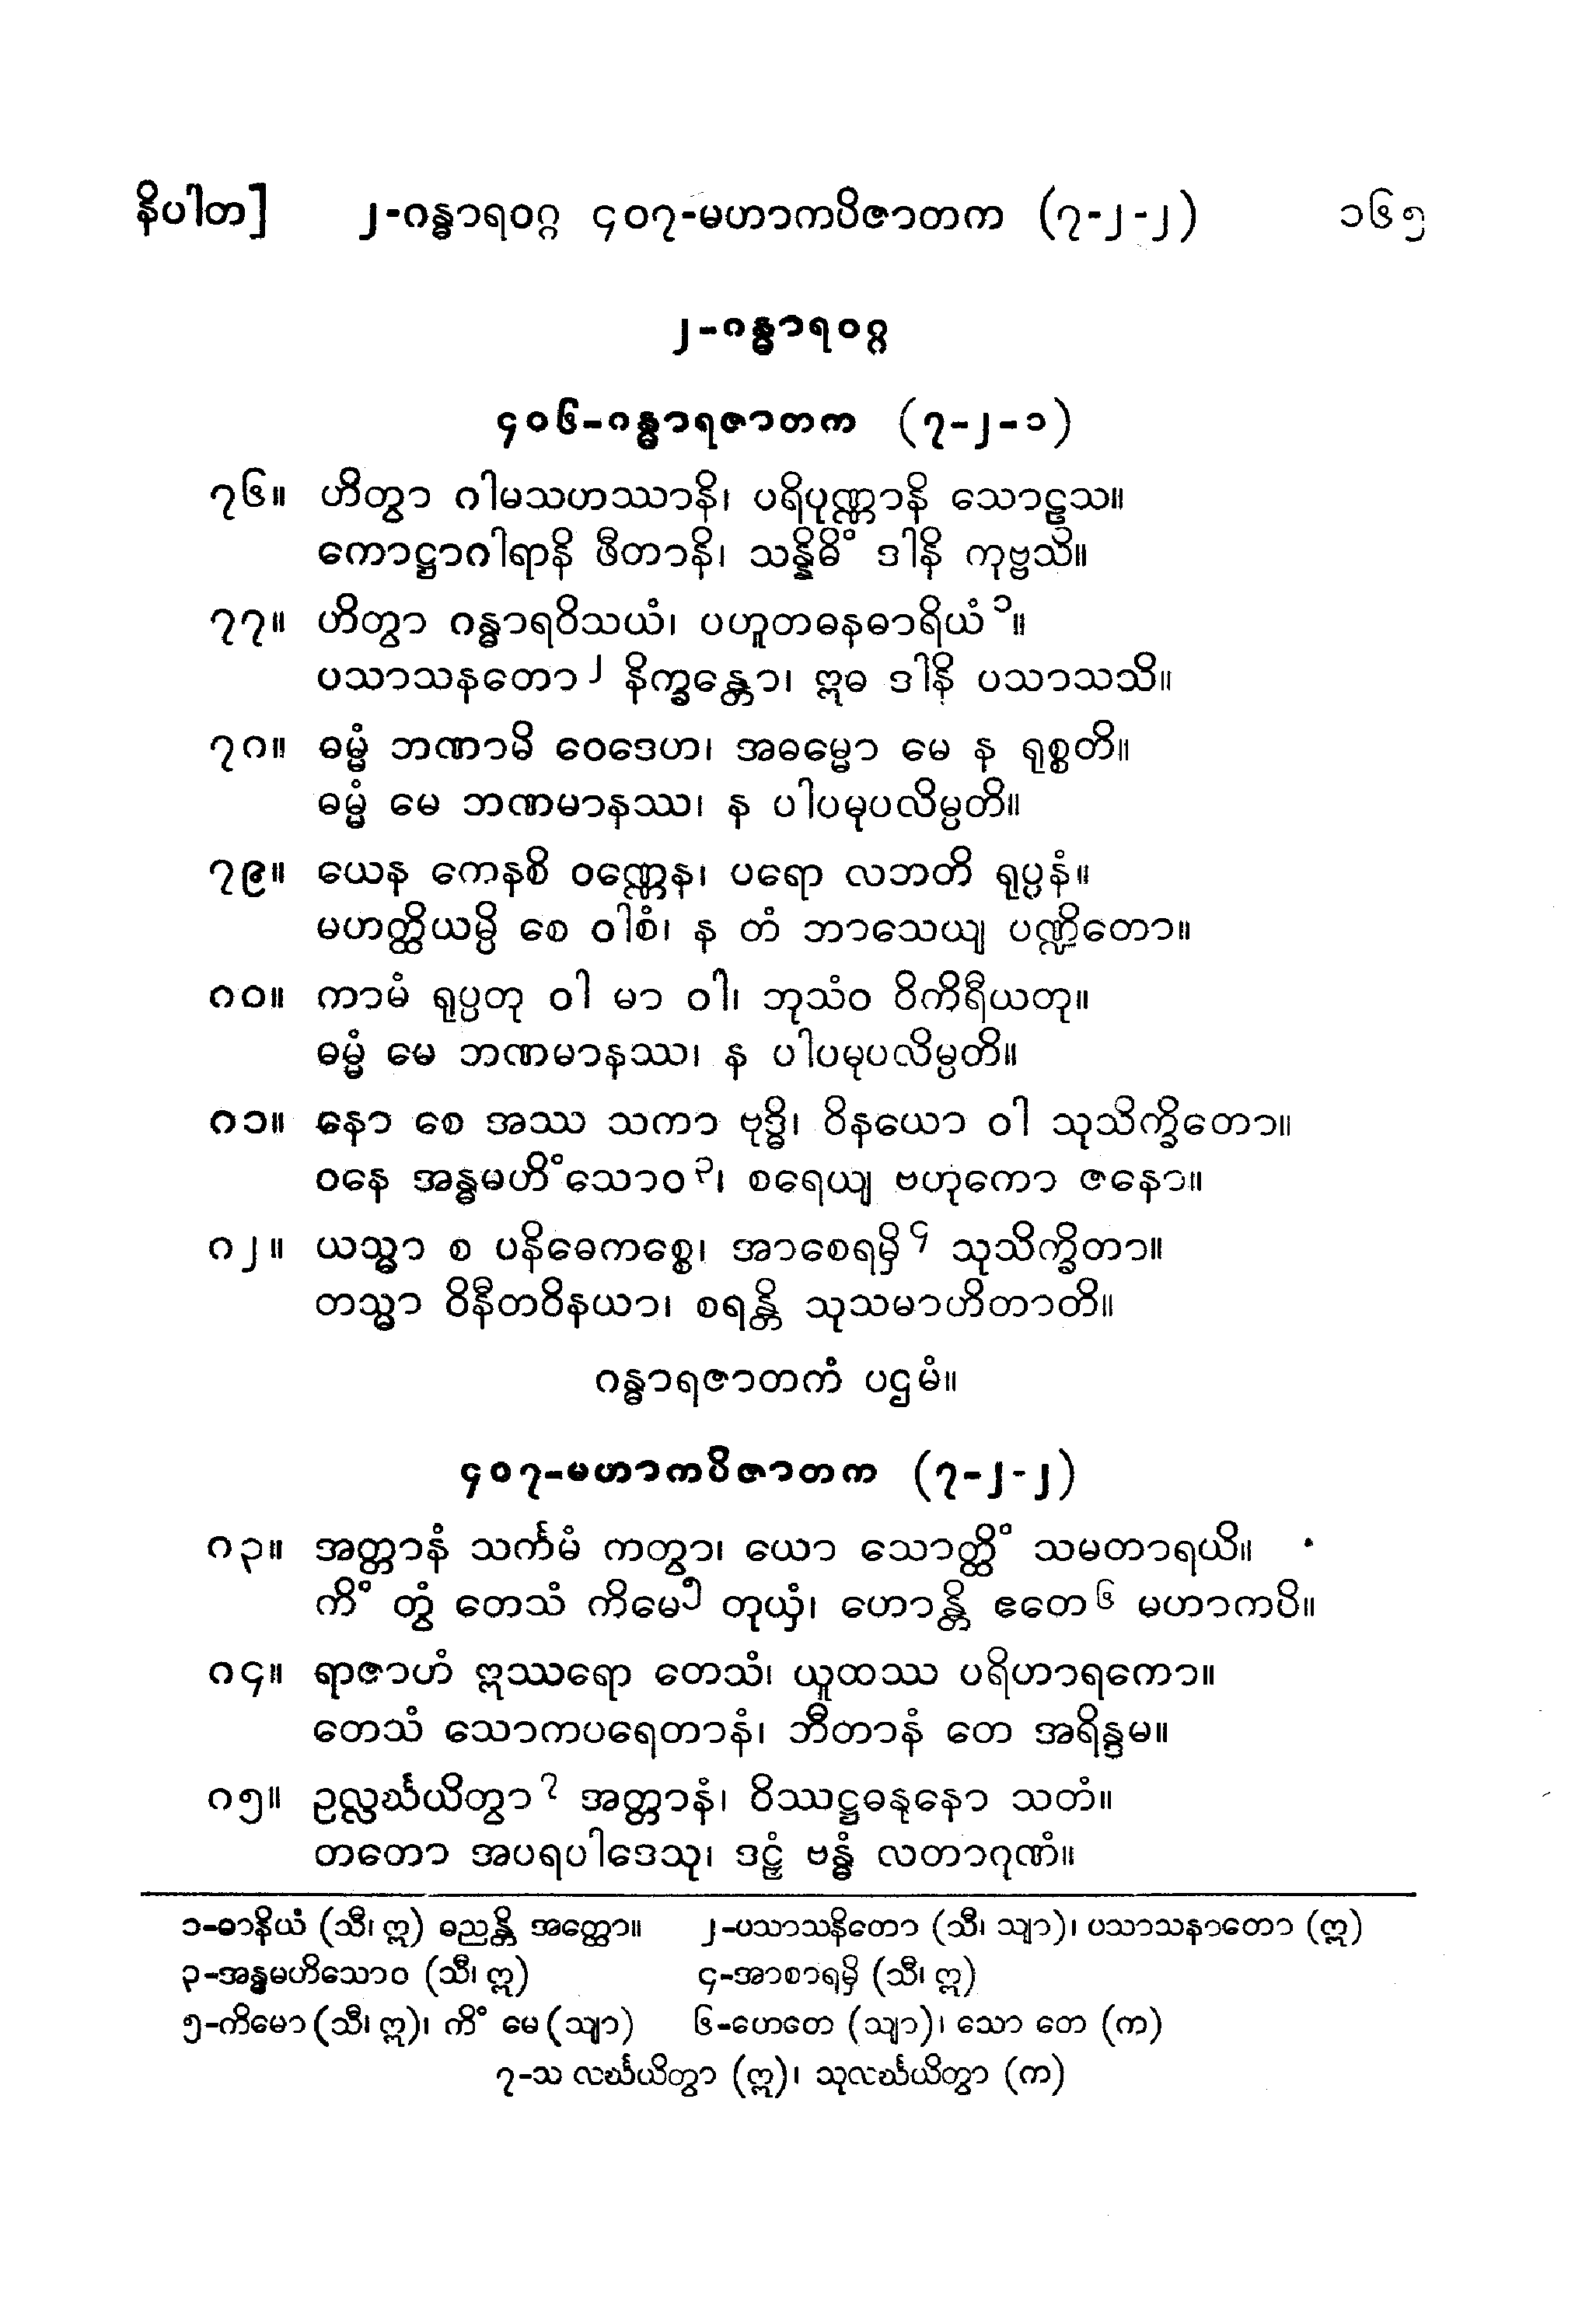 နိပါတ] ၂-ဂန္ဓာရဝဂ္ဂ ၄၀၇-မဟာကပိဇာတက (၇-၂-၂) ၁၆၅
၂-ဂန္ဓာရဝဂ္ဂ
၄၀၆-ဂန္ဓာရဇာတက (၇-၂-၁)
၇၆။ ဟိတွာ ဂါမသဟဿာနိ၊ ပရိပုဏ္ဏာနိ သောဠသ။
ကောဋ္ဌာဂါရာနိ ဖီတာနိ၊ သန္နိဓိံ ဒါနိ ကုဗ္ဗသိ။
၇၇။ ဟိတွာ ဂန္ဓာရဝိသယံ၊ ပဟူတဓနဓာရိယံ ၁။
ပသာသနတော ၂ နိက္ခန္တော၊ ဣဓ ဒါနိ ပသာသသိ။
၇၈။ ဓမ္မံ ဘဏာမိ ဝေဒေဟ၊ အဓမ္မော မေ န ရုစ္စတိ။
ဓမ္မံ မေ ဘဏမာနဿ၊ န ပါပမုပလိမ္ပတိ။
၇၉။ ယေန ကေနစိ ဝဏ္ဏေန၊ ပရော လဘတိ ရုပ္ပနံ။
မဟတ္ထိယမ္ပိ စေ ဝါစံ၊ န တံ ဘာသေယျ ပဏ္ဍိတော။
၈၀။ ကာမံ ရုပ္ပတု ဝါ မာ ဝါ၊ ဘုသံဝ ဝိကိရီယတု။
ဓမ္မံ မေ ဘဏမာနဿ၊ န ပါပမုပလိမ္ပတိ။
၈၁။ နော စေ အဿ သကာ ဗုဒ္ဓိ၊ ဝိနယော ဝါ သုသိက္ခိတော။
ဝနေ အန္ဓမဟိံသောဝ ၃၊ စရေယျ ဗဟုကော ဇနော။
၈၂။ ယသ္မာ စ ပနိဓေကစ္စေ၊ အာစေရမှိ ၄ သုသိက္ခိတာ။
တသ္မာ ဝိနီတဝိနယာ၊ စရန္တိ သုသမာဟိတာတိ။
ဂန္ဓာရဇာတကံ ပဌမံ။
၄၀၇-မဟာကပိဇာတက (၇-၂-၂)
၈၃။ အတ္တာနံ သင်္ကမံ ကတွာ၊ ယော သောတ္ထိံ သမတာရယိ။
ကိံ တွံ တေသံ ကိမေ ၅ တုယှံ၊ ဟောန္တိ ဧတေ ၆ မဟာကပိ။
၈၄။ ရာဇာဟံ ဣဿရော တေသံ၊ ယူထဿ ပရိဟာရကော။
တေသံ သောကပရေတာနံ၊ ဘီတာနံ တေ အရိန္ဒမ။
၈၅။ ဥလ္လင်္ဃယိတွာ ၇ အတ္တာနံ၊ ဝိဿဋ္ဌဓနုနော သတံ။
တတော အပရပါဒေသု၊ ဒဠှံ ဗန္ဓံ လတာဂုဏံ။
၁-ဓာနိယံ (သီ၊ ဣ) ဓညန္တိ အတ္ထော။ ၂-ပသာသနိတော (သီ၊ သျာ)၊ ပသာသနာတော (ဣ)
၃-အန္ဓမဟိသောဝ (သီ၊ ဣ) ၄-အာစာရမှိ (သီ၊ ဣ)
၅-ကိမော (သီ၊ ဣ)၊ ကိံ မေ (သျာ) ၆-ဟေတေ (သျာ)၊ သော တေ (က)
၇-သ လင်္ဃယိတွာ (ဣ)၊ သုလင်္ဃယိတွာ (က)